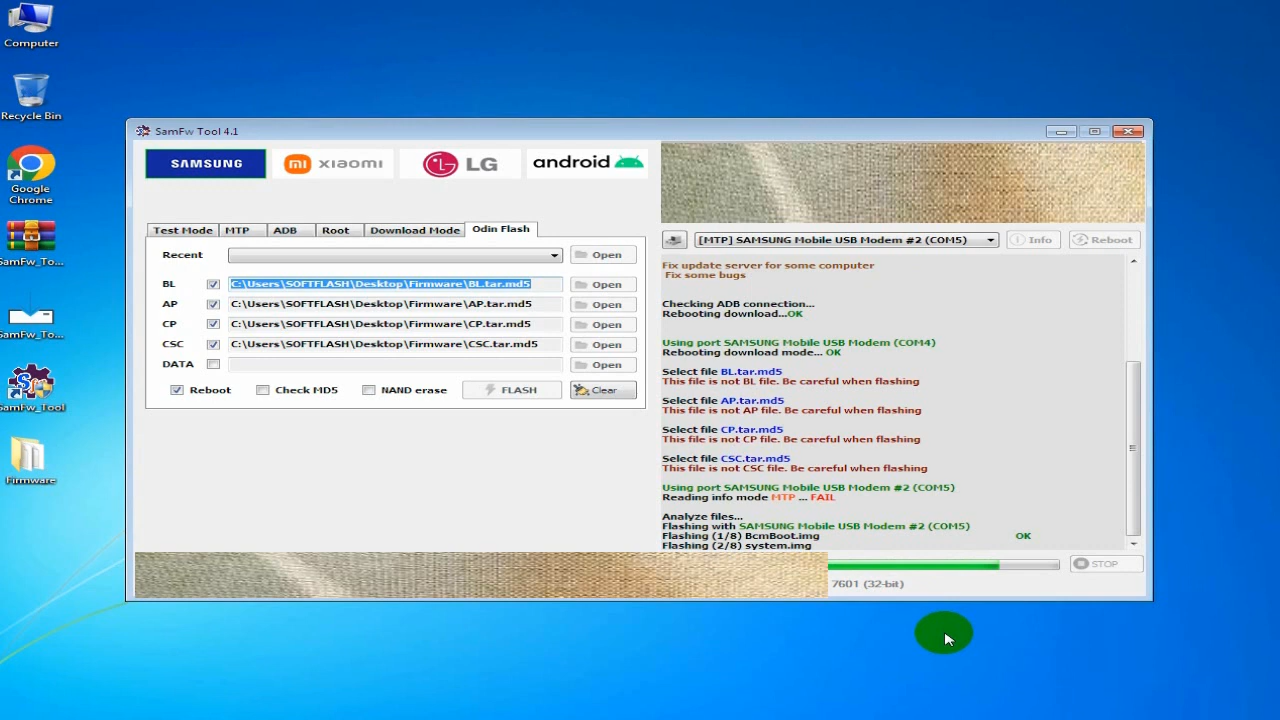 Computer
Recycle Bin
Google
Chrome
SamFw_To...
SamFw_To...
SamFw_Tool
Firmware
SamFw Tool 4.1
SAMSUNG
mi xiaomi
LG
android
Test Mode
MTP
ADB
Root
Download Mode
Odin Flash
Recent
Open
BL
C:\Users\SOFTFLASH\Desktop\Firmware\BL.tar.md5
Open
AP
C:\Users\SOFTFLASH\Desktop\Firmware\AP.tar.md5
Open
CP
C:\Users\SOFTFLASH\Desktop\Firmware\CP.tar.md5
Open
CSC
C:\Users\SOFTFLASH\Desktop\Firmware\CSC.tar.md5
Open
DATA
Open
Reboot
Check MD5
NAND erase
FLASH
Clear
[MTP] SAMSUNG Mobile USB Modem #2 (COM5)
Info
Reboot
Fix update server for some computer
Fix some bugs
Checking ADB connection...
Rebooting download...OK
Using port SAMSUNG Mobile USB Modem (COM4)
Rebooting download mode... OK
Select file BL.tar.md5
This file is not BL file. Be careful when flashing
Select file AP.tar.md5
This file is not AP file. Be careful when flashing
Select file CP.tar.md5
This file is not CP file. Be careful when flashing
Select file CSC.tar.md5
This file is not CSC file. Be careful when flashing
Using port SAMSUNG Mobile USB Modem #2 (COM5)
Reading info mode MTP ... FAIL
Analyze files...
Flashing with SAMSUNG Mobile USB Modem #2 (COM5)
Flashing (1/8) BcmBoot.img OK
Flashing (2/8) system.img
STOP
7601 (32-bit)